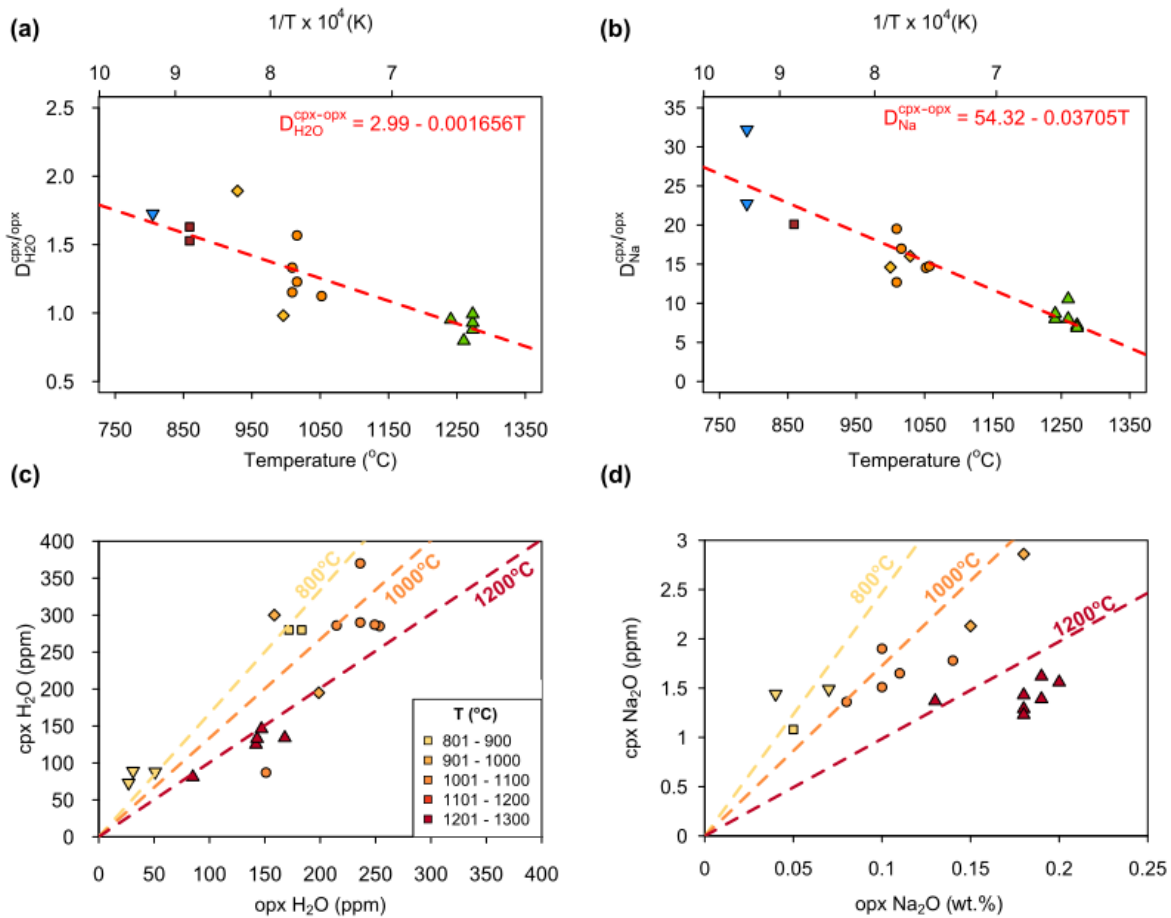 (a)
1/T x 10⁴ (K)
10 9 8 7
D_H2O^cpx-opx = 2.99 - 0.001656T
2.5
2.0
1.5
1.0
0.5
D_H2O^cpx/opx
750 850 950 1050 1150 1250 1350
Temperature (°C)
(b)
1/T x 10⁴ (K)
10 9 8 7
D_Na^cpx-opx = 54.32 - 0.03705T
35
30
25
20
15
10
5
0
D_Na^cpx/opx
750 850 950 1050 1150 1250 1350
Temperature (°C)
(c)
400
350
300
250
200
150
100
50
0
cpx H₂O (ppm)
800°C
1000°C
1200°C
T (°C)
801 - 900
901 - 1000
1001 - 1100
1101 - 1200
1201 - 1300
0 50 100 150 200 250 300 350 400
opx H₂O (ppm)
(d)
3
2.5
2
1.5
1
0.5
0
cpx Na₂O (ppm)
800°C
1000°C
1200°C
0 0.05 0.1 0.15 0.2 0.25
opx Na₂O (wt.%)